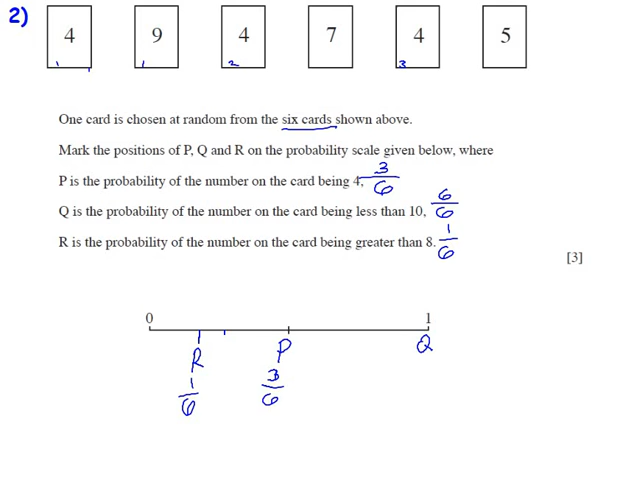 2)
4 9 4 7 4 5
1 1 2 3
One card is chosen at random from the six cards shown above.
Mark the positions of P, Q and R on the probability scale given below, where
P is the probability of the number on the card being 4, 3/6
Q is the probability of the number on the card being less than 10, 6/6
R is the probability of the number on the card being greater than 8. 1/6
[3]
0 1
R P Q
1/6 3/6